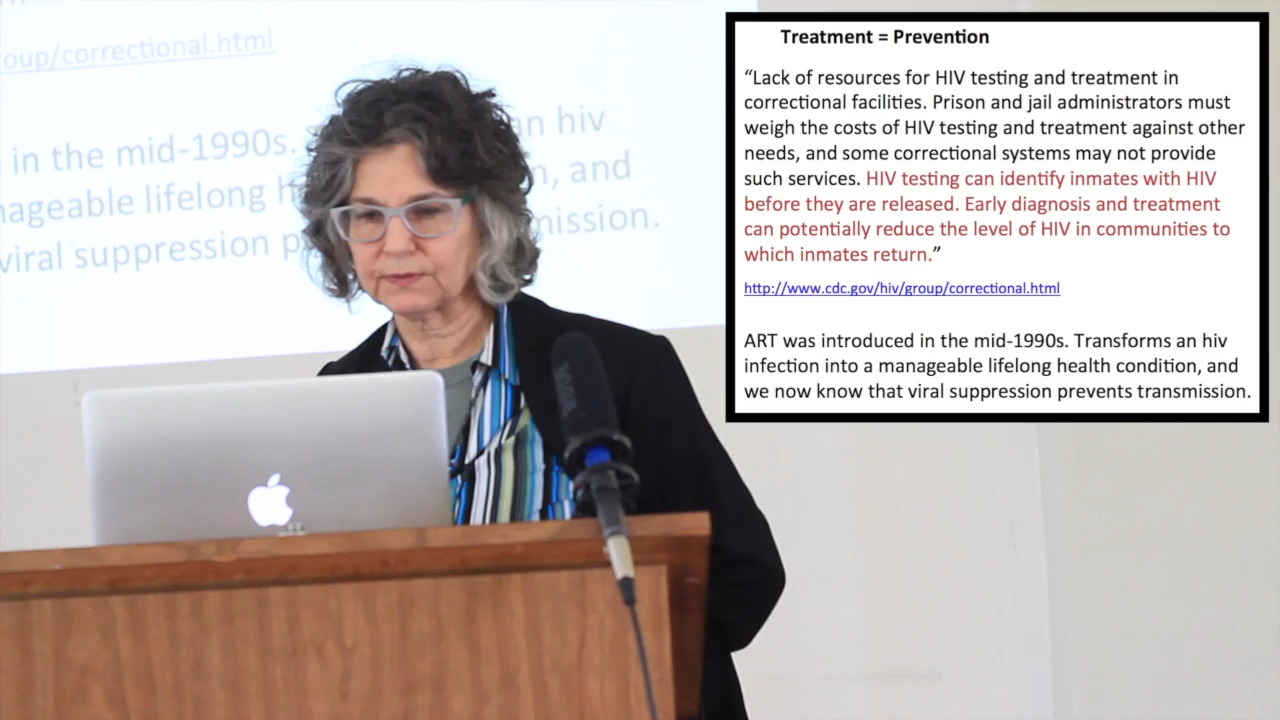 Treatment = Prevention
“Lack of resources for HIV testing and treatment in
correctional facilities. Prison and jail administrators must
weigh the costs of HIV testing and treatment against other
needs, and some correctional systems may not provide
such services. HIV testing can identify inmates with HIV
before they are released. Early diagnosis and treatment
can potentially reduce the level of HIV in communities to
which inmates return.”
http://www.cdc.gov/hiv/group/correctional.html
ART was introduced in the mid-1990s. Transforms an hiv
infection into a manageable lifelong health condition, and
we now know that viral suppression prevents transmission.
roup/correctional.html
in the mid-1990s. an hiv
nageable lifelong h n, and
viral suppression p mission.